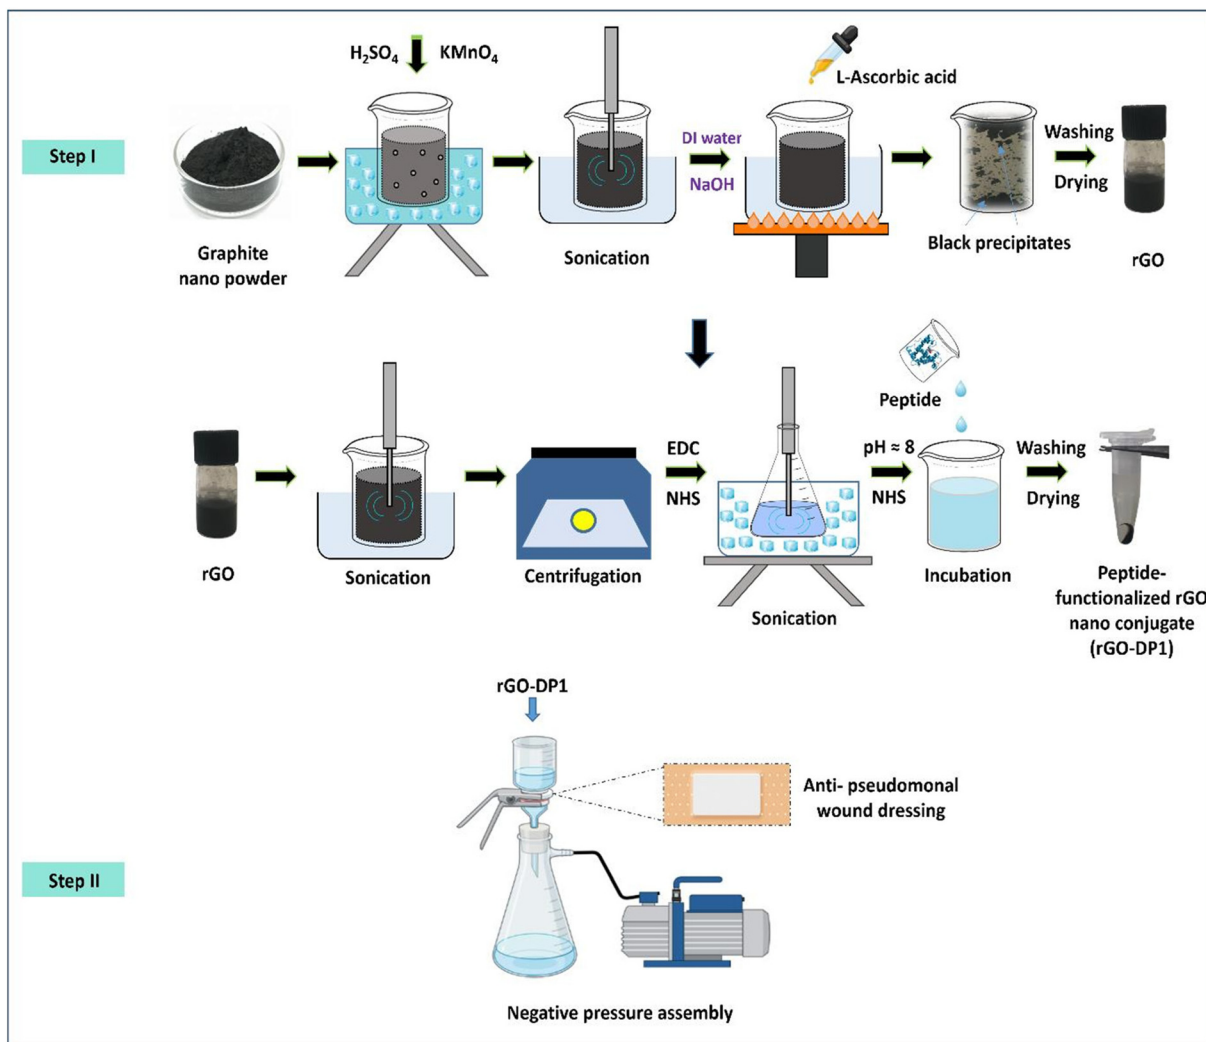 H₂SO₄ KMnO₄
L-Ascorbic acid
Step I
DI water
NaOH
Washing
Drying
Graphite
nano powder
Sonication
Black precipitates
rGO
Peptide
EDC
NHS
pH ≈ 8
NHS
Washing
Drying
rGO
Sonication
Centrifugation
Sonication
Incubation
Peptide-
functionalized rGO
nano conjugate
(rGO-DP1)
rGO-DP1
Anti- pseudomonal
wound dressing
Step II
Negative pressure assembly